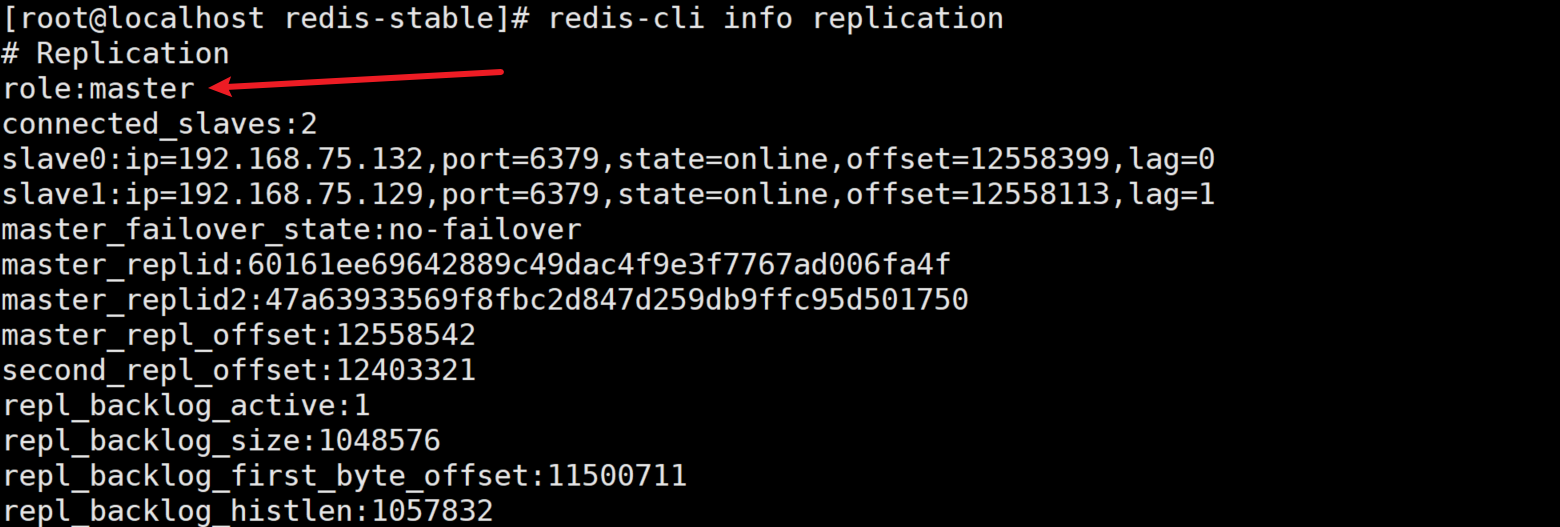 [root@localhost redis-stable]# redis-cli info replication
# Replication
role:master
connected_slaves:2
slave0:ip=192.168.75.132,port=6379,state=online,offset=12558399,lag=0
slave1:ip=192.168.75.129,port=6379,state=online,offset=12558113,lag=1
master_failover_state:no-failover
master_replid:60161ee69642889c49dac4f9e3f7767ad006fa4f
master_replid2:47a63933569f8fbc2d847d259db9ffc95d501750
master_repl_offset:12558542
second_repl_offset:12403321
repl_backlog_active:1
repl_backlog_size:1048576
repl_backlog_first_byte_offset:11500711
repl_backlog_histlen:1057832